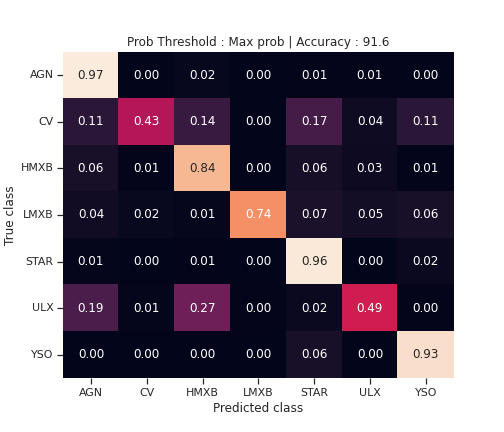 Prob Threshold : Max prob | Accuracy : 91.6
AGN 0.97 0.00 0.02 0.00 0.01 0.01 0.00
CV 0.11 0.43 0.14 0.00 0.17 0.04 0.11
HMXB 0.06 0.01 0.84 0.00 0.06 0.03 0.01
LMXB 0.04 0.02 0.01 0.74 0.07 0.05 0.06
STAR 0.01 0.00 0.01 0.00 0.96 0.00 0.02
ULX 0.19 0.01 0.27 0.00 0.02 0.49 0.00
YSO 0.00 0.00 0.00 0.00 0.06 0.00 0.93
AGN CV HMXB LMXB STAR ULX YSO
Predicted class
True class